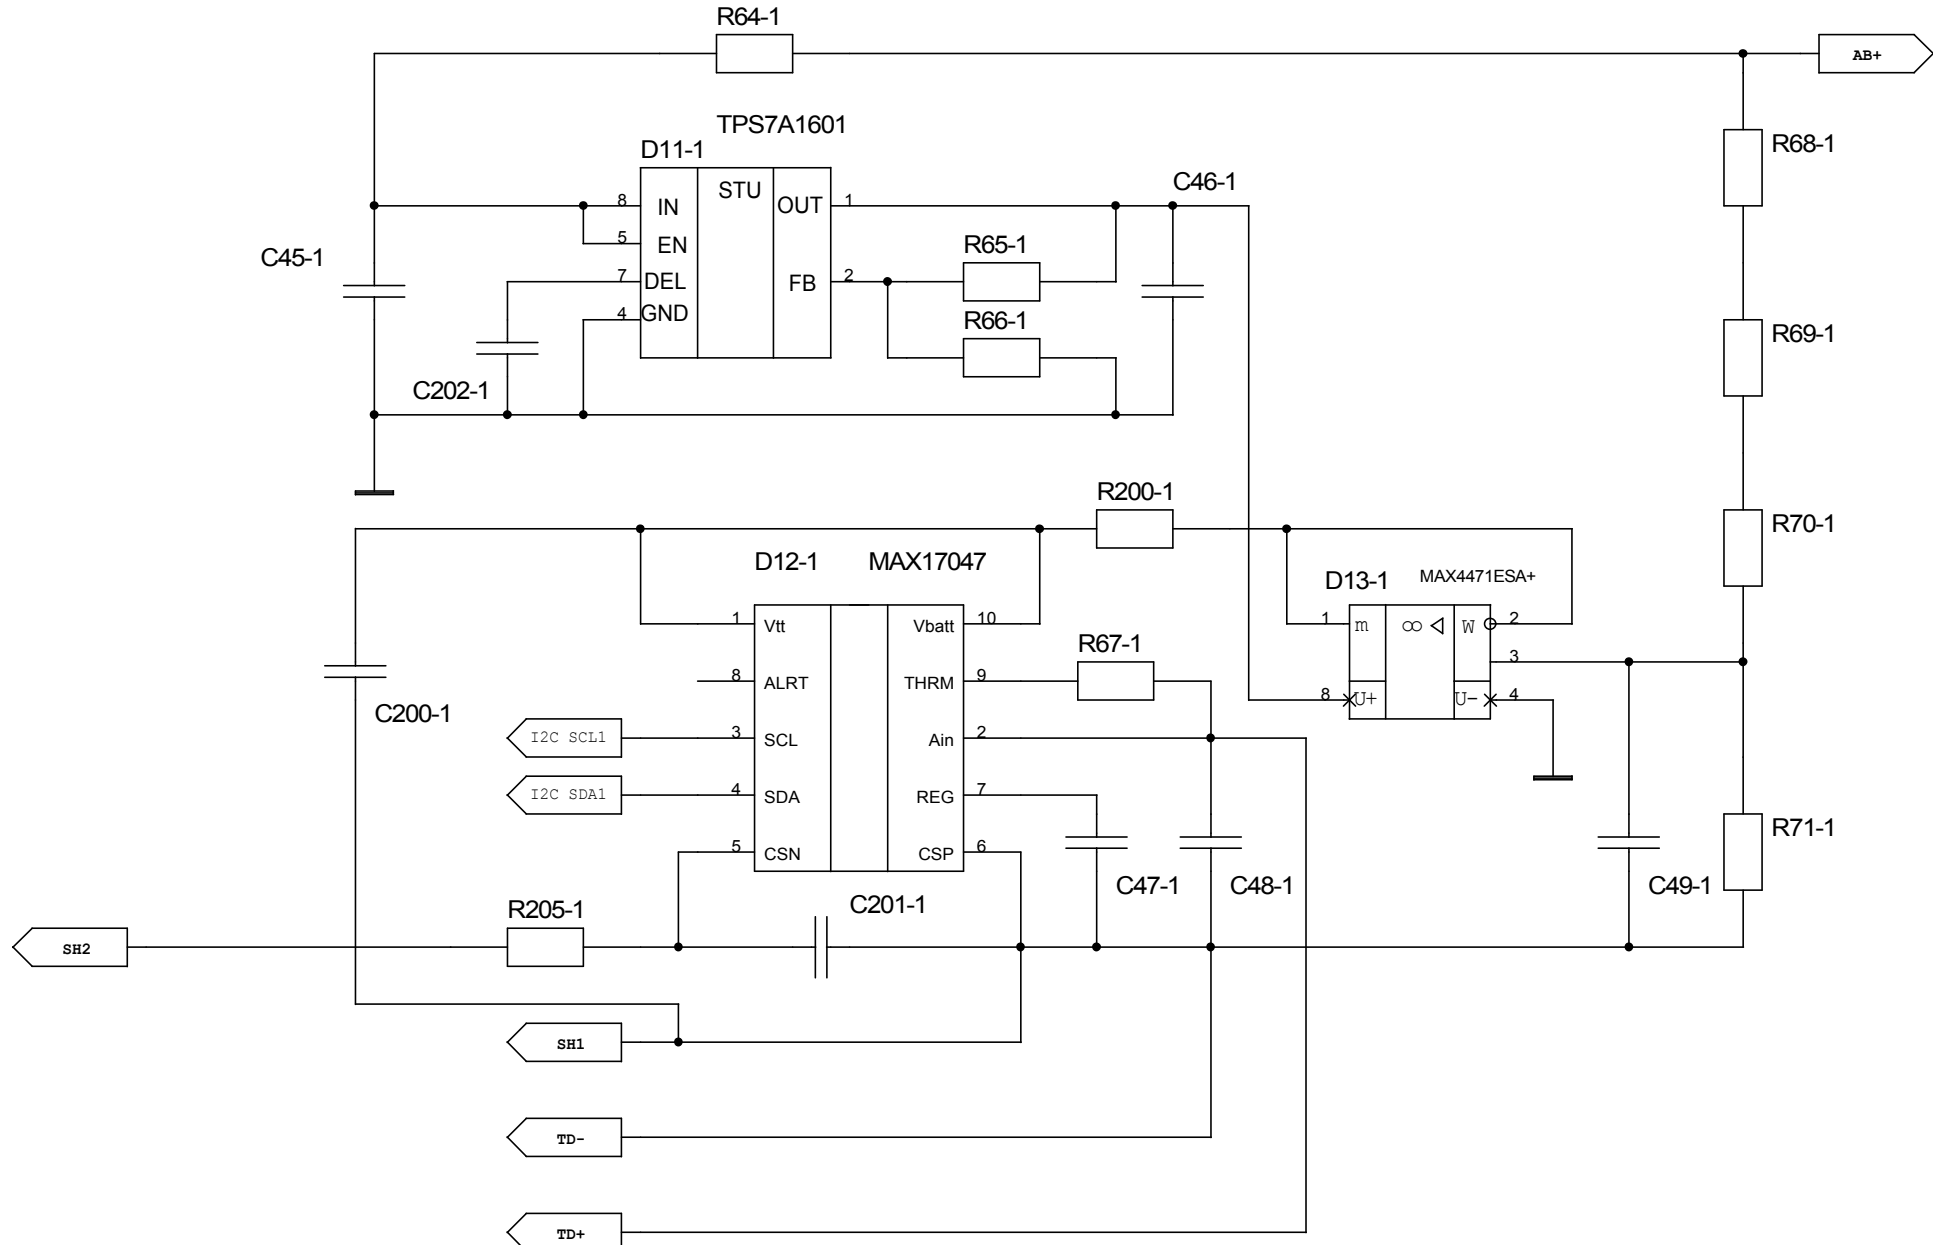 R64-1
AB+
TPS7A1601
D11-1
R68-1
STU
C46-1
8 IN OUT 1
5 EN
R65-1
C45-1
7 DEL FB 2
4 GND
R66-1
R69-1
C202-1
R200-1
R70-1
D12-1 MAX17047
D13-1 MAX4471ESA+
1 Vtt Vbatt 10
1 m ∞ ◁ W 2
R67-1
3
8 ALRT THRM 9
8 U+ U- 4
C200-1
I2C SCL1 3 SCL Ain 2
I2C SDA1 4 SDA REG 7
R71-1
5 CSN CSP 6
C47-1 C48-1 C49-1
R205-1 C201-1
SH2
SH1
TD-
TD+